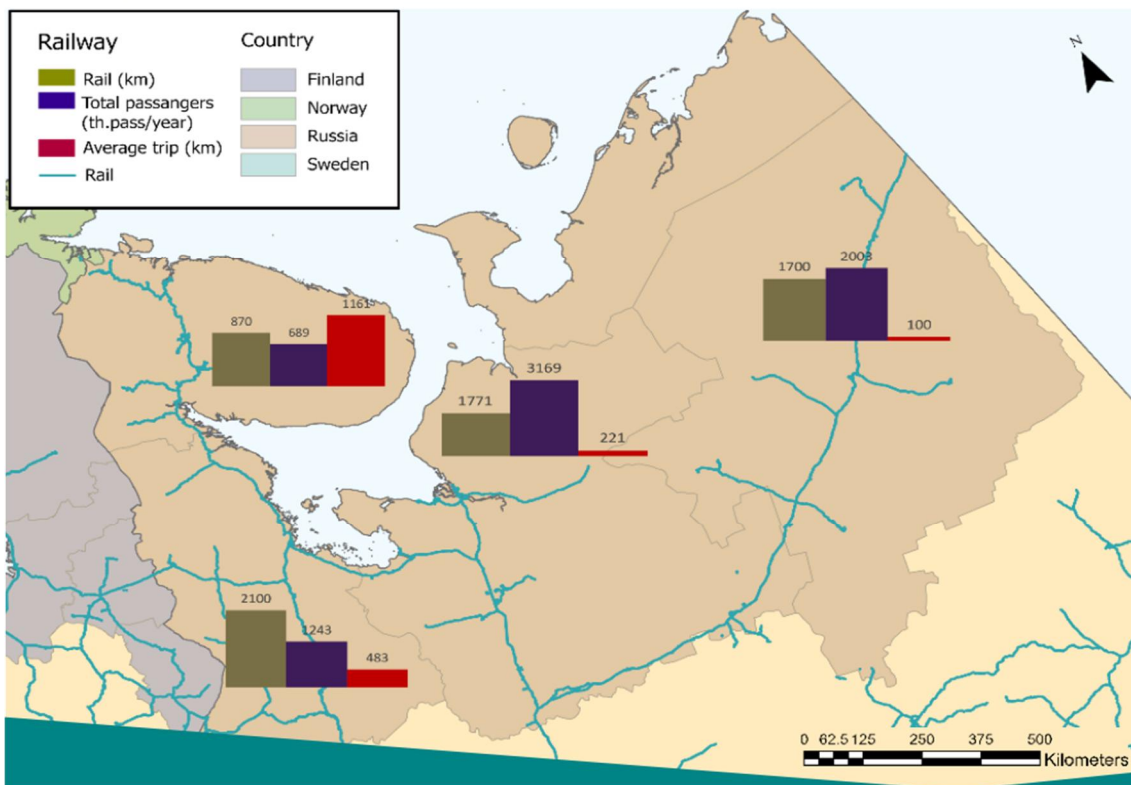 Railway
Rail (km)
Total passangers
(th.pass/year)
Average trip (km)
Rail
Country
Finland
Norway
Russia
Sweden
N
1700
2003
100
870
689
1161
1771
3169
221
2100
1243
483
0 62.5 125 250 375 500
Kilometers